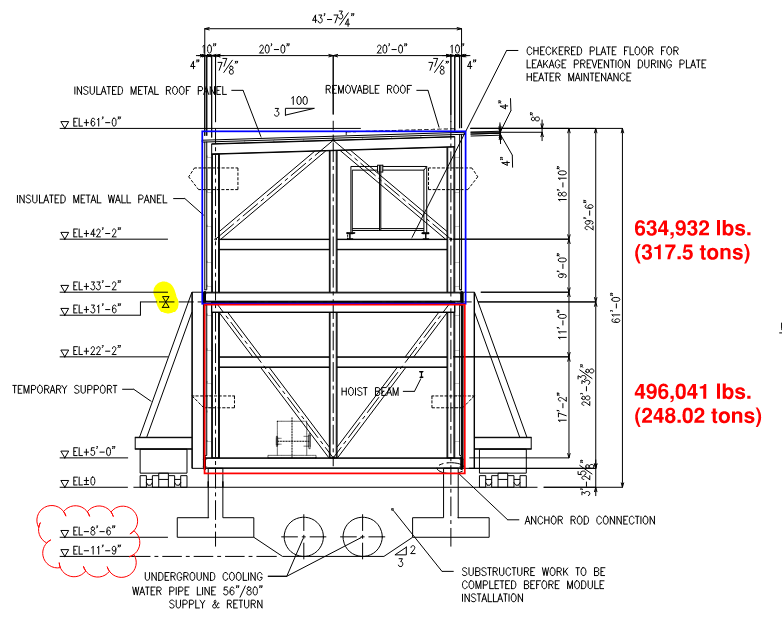 43'-7¾"
10"
20'-0"
20'-0"
10"
4"
7⅞"
7⅞"
4"
CHECKERED PLATE FLOOR FOR
LEAKAGE PREVENTION DURING PLATE
HEATER MAINTENANCE
INSULATED METAL ROOF PANEL
REMOVABLE ROOF
100
3
4"
8"
4"
EL+61'-0"
18'-10"
29'-6"
INSULATED METAL WALL PANEL
634,932 lbs.
(317.5 tons)
EL+42'-2"
9'-0"
EL+33'-2"
EL+31'-6"
61'-0"
11'-0"
EL+22'-2"
28'-3⅜"
TEMPORARY SUPPORT
HOIST BEAM
496,041 lbs.
(248.02 tons)
17'-2"
EL+5'-0"
3'-2⅝"
EL±0
ANCHOR ROD CONNECTION
EL-8'-6"
EL-11'-9"
2
3
UNDERGROUND COOLING
WATER PIPE LINE 56"/80"
SUPPLY & RETURN
SUBSTRUCTURE WORK TO BE
COMPLETED BEFORE MODULE
INSTALLATION